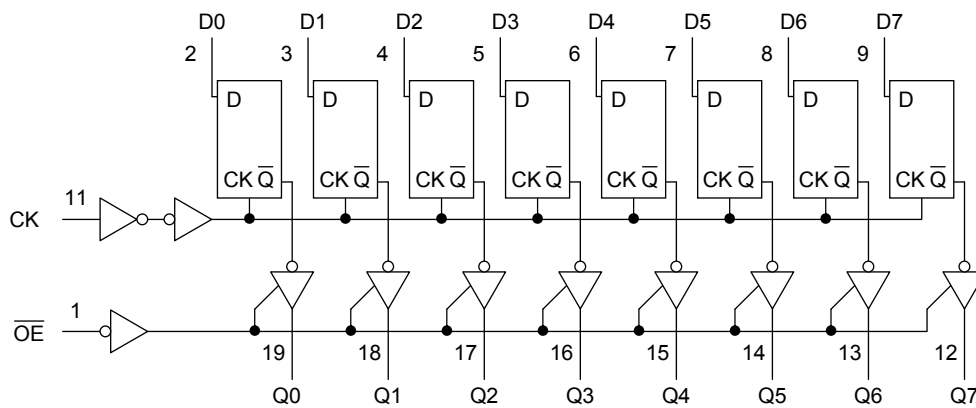 D0 D1 D2 D3 D4 D5 D6 D7
2 3 4 5 6 7 8 9
D D D D D D D D
CK Q̅ CK Q̅ CK Q̅ CK Q̅ CK Q̅ CK Q̅ CK Q̅ CK Q̅
11
CK
1
O̅E̅
19 18 17 16 15 14 13 12
Q0 Q1 Q2 Q3 Q4 Q5 Q6 Q7